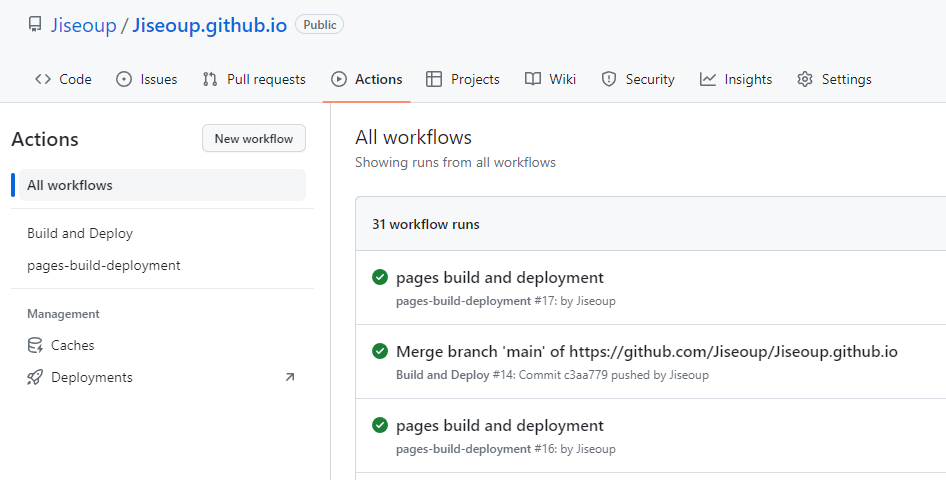 Jiseoup / Jiseoup.github.io Public
Code Issues Pull requests Actions Projects Wiki Security Insights Settings
Actions New workflow
All workflows
Build and Deploy
pages-build-deployment
Management
Caches
Deployments
All workflows
Showing runs from all workflows
31 workflow runs
pages build and deployment
pages-build-deployment #17: by Jiseoup
Merge branch 'main' of https://github.com/Jiseoup/Jiseoup.github.io
Build and Deploy #14: Commit c3aa779 pushed by Jiseoup
pages build and deployment
pages-build-deployment #16: by Jiseoup